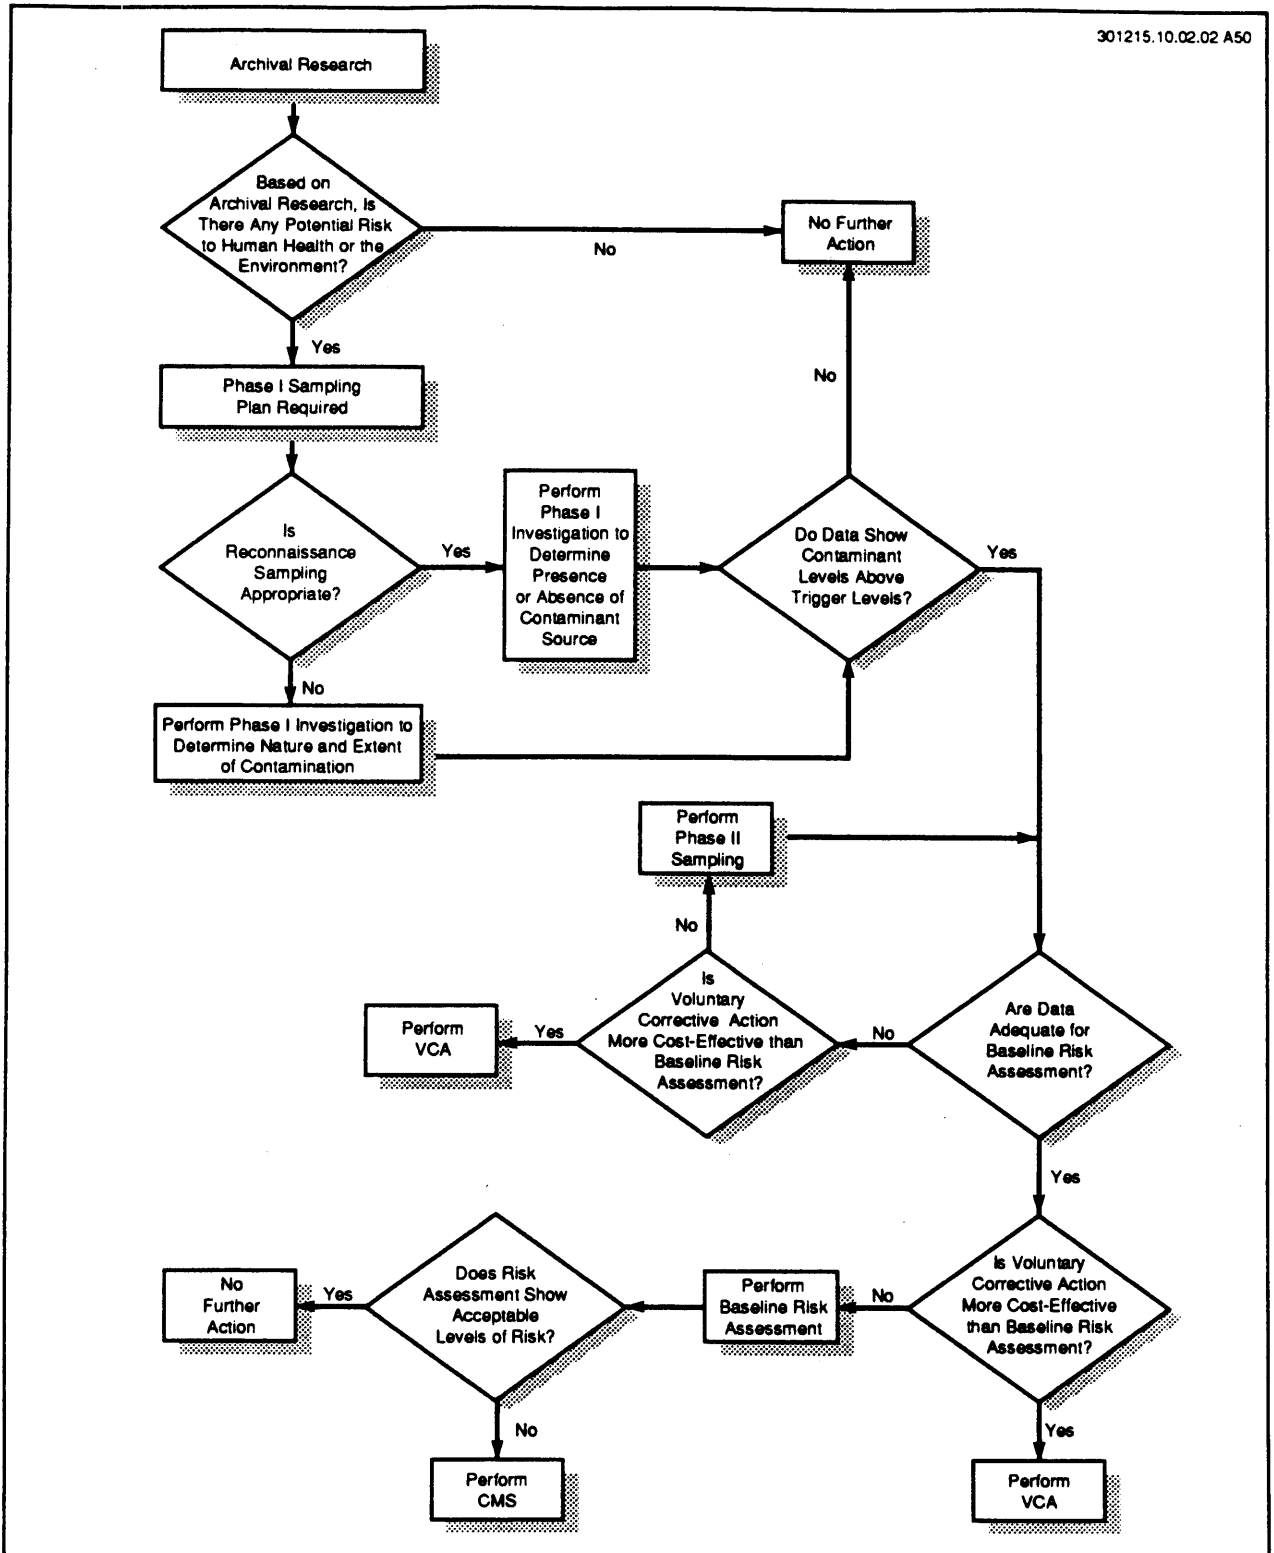 301215.10.02.02 A50
Archival Research
Based on
Archival Research, Is
There Any Potential Risk
to Human Health or the
Environment?
No
No Further
Action
Yes
Phase I Sampling
Plan Required
No
Is
Reconnaissance
Sampling
Appropriate?
Yes
Perform
Phase I
Investigation to
Determine
Presence
or Absence of
Contaminant
Source
Do Data Show
Contaminant
Levels Above
Trigger Levels?
Yes
No
Perform Phase I Investigation to
Determine Nature and Extent
of Contamination
Perform
Phase II
Sampling
No
Is
Voluntary
Corrective Action
More Cost-Effective than
Baseline Risk
Assessment?
Yes
Perform
VCA
No
Are Data
Adequate for
Baseline Risk
Assessment?
Yes
Is Voluntary
Corrective Action
More Cost-Effective
than Baseline Risk
Assessment?
No
Perform
Baseline Risk
Assessment
Does Risk
Assessment Show
Acceptable
Levels of Risk?
Yes
No
Further
Action
No
Perform
CMS
Yes
Perform
VCA